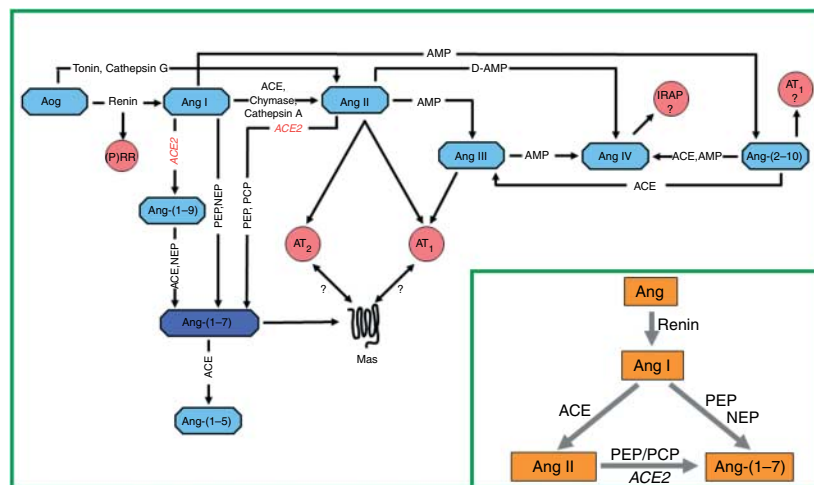 AMP
Tonin, Cathepsin G
D-AMP
Aog
Renin
Ang I
ACE,
Chymase,
Cathepsin A
Ang II
AMP
IRAP
?
AT1
?
ACE2
(P)RR
ACE2
Ang III
AMP
Ang IV
ACE,AMP
Ang-(2–10)
ACE
PEP,NEP
PEP, PCP
Ang-(1–9)
ACE,NEP
AT2
AT1
?
?
Ang-(1–7)
Mas
ACE
Ang-(1–5)
Ang
Renin
Ang I
ACE
PEP
NEP
Ang II
PEP/PCP
ACE2
Ang-(1–7)